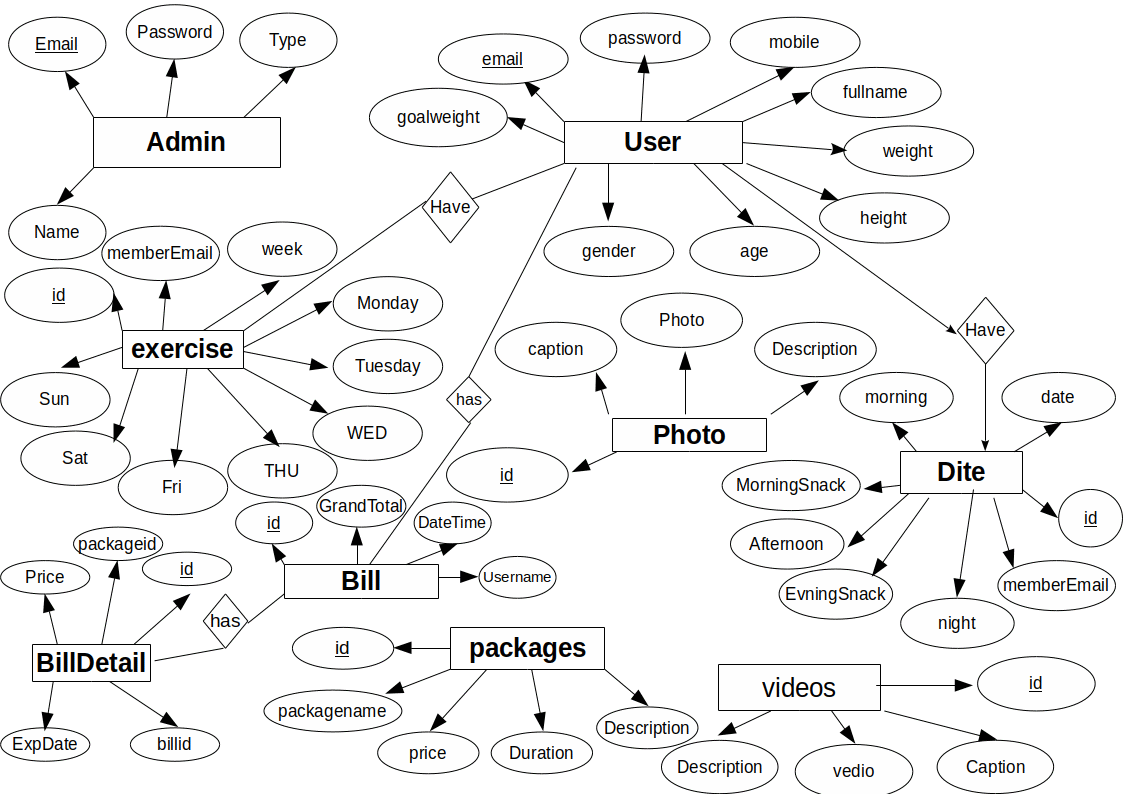 Email
Password
Type
Admin
Name
email
password
mobile
fullname
goalweight
User
weight
height
gender
age
Have
memberEmail
week
id
Monday
exercise
Tuesday
Sun
WED
Sat
THU
Fri
Have
has
caption
Photo
Description
Photo
id
morning
date
Dite
MorningSnack
id
Afternoon
EvningSnack
memberEmail
night
id
GrandTotal
DateTime
Bill
Username
packageid
Price
id
has
BillDetail
ExpDate
billid
id
packages
packagename
price
Duration
Description
videos
id
Description
vedio
Caption